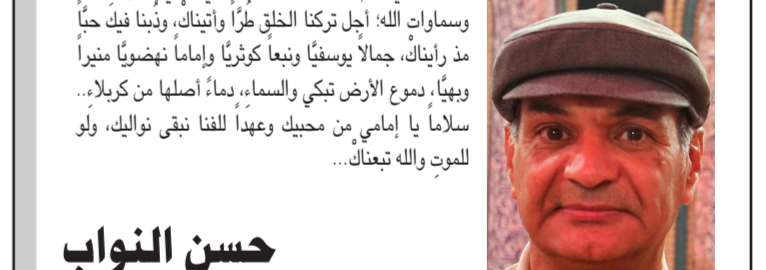 وسماوات الله؛ أجل تركنا الخلق طُرَّاً وأتيناكْ، وذُبنا فيكَ حبَّاً
مذ رأيناكْ، جمالاً يوسفيَّا ونبعاً كوثريَّا وإماماً نهضويَّا منيراً
وبهيَّا، دموع الأرض تبكي والسماءِ، دماءً أصلها من كربلاءِ..
سلاماً يا إمامي من محبيك وعهداً للفنا نبقى نواليك، ولو
للموتِ والله تبعناكْ...
حسن النواب